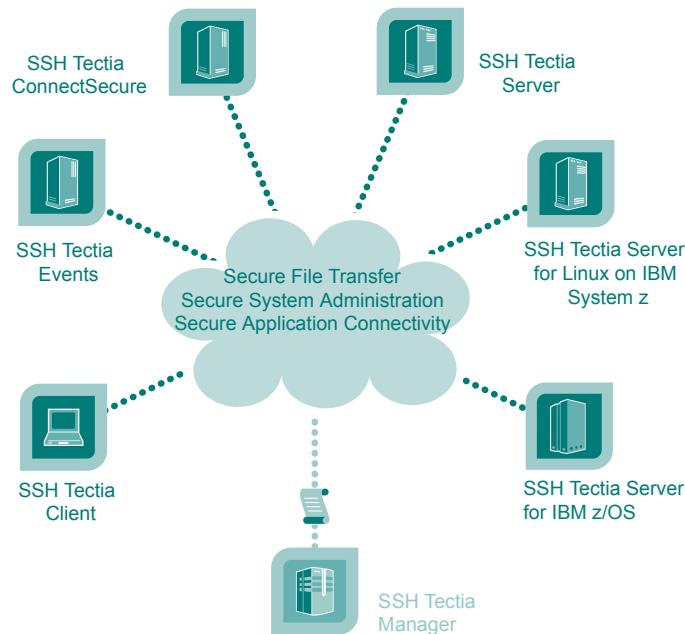 SSH Tectia
ConnectSecure
SSH Tectia
Server
SSH Tectia
Events
SSH Tectia Server
for Linux on IBM
System z
Secure File Transfer
Secure System Administration
Secure Application Connectivity
SSH Tectia
Client
SSH Tectia Server
for IBM z/OS
SSH Tectia
Manager